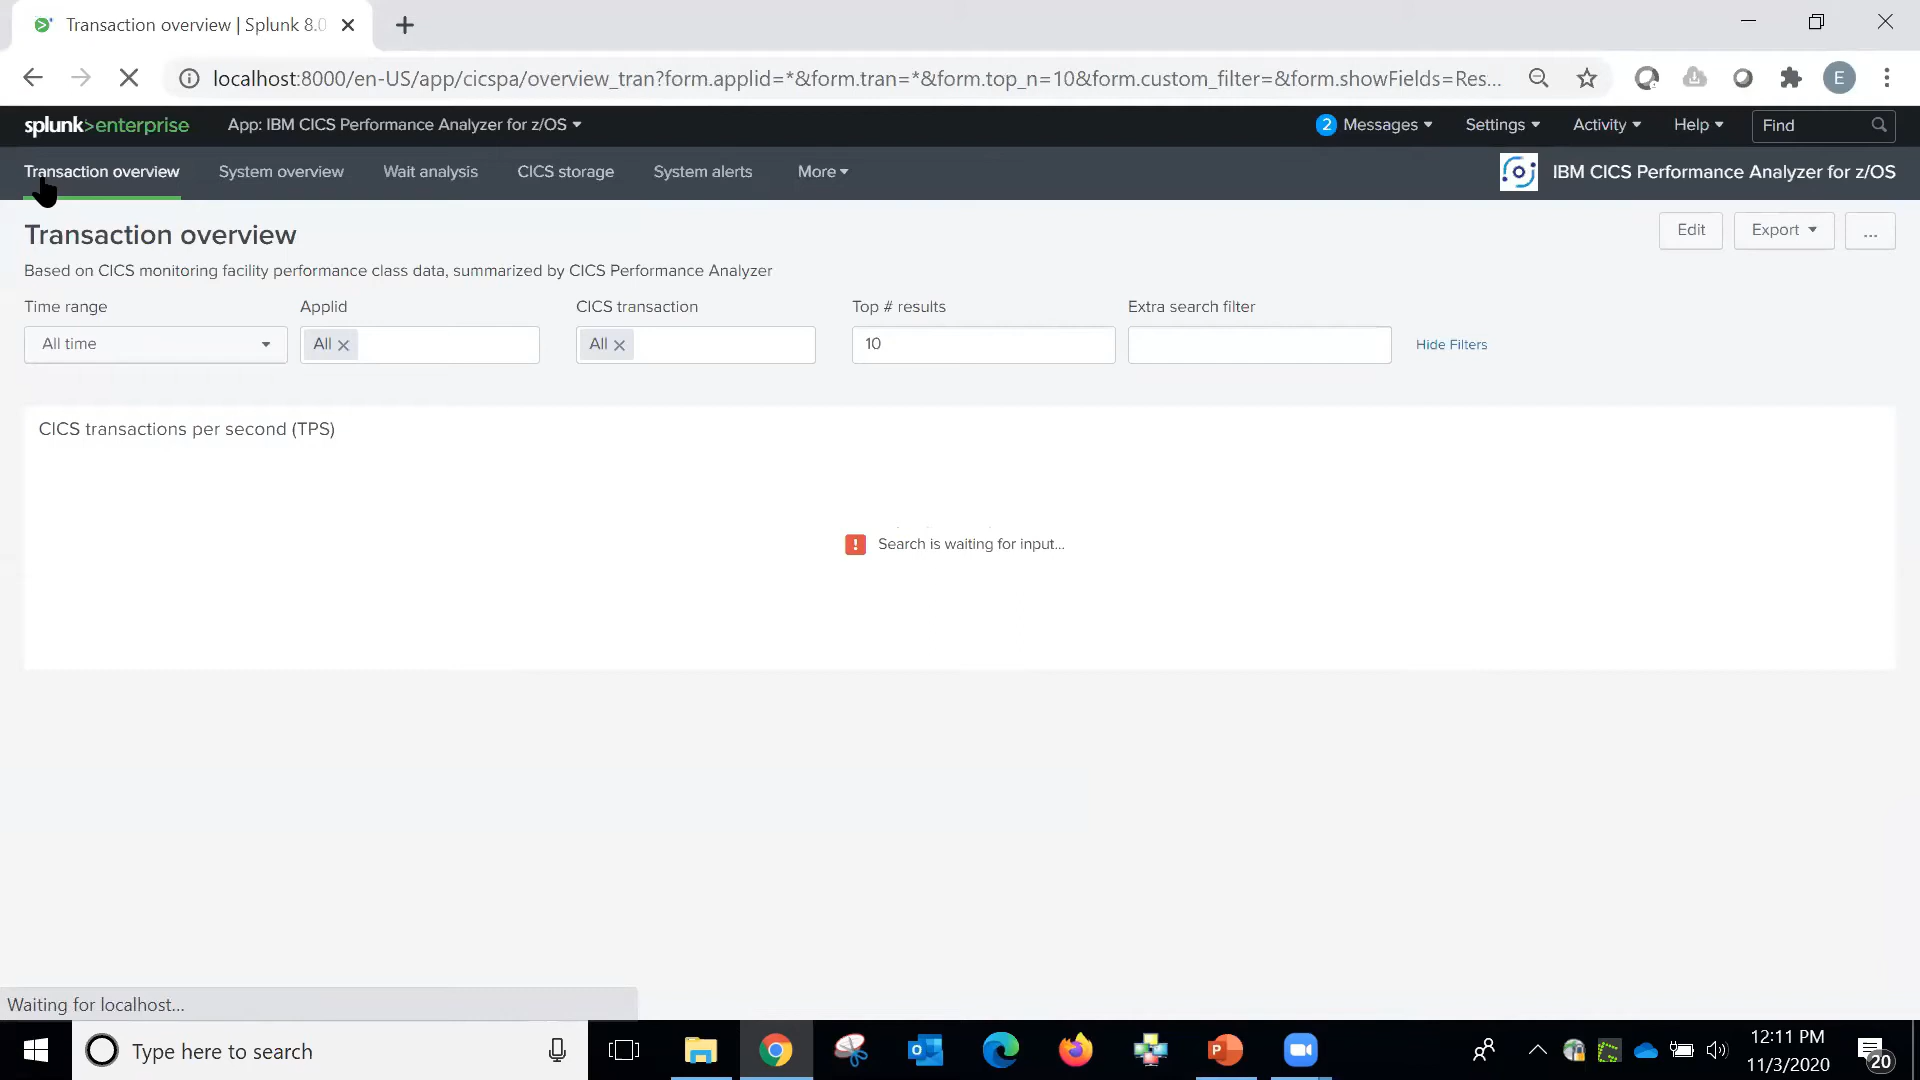 Transaction overview | Splunk 8.0
localhost:8000/en-US/app/cicspa/overview_tran?form.applid=*&form.tran=*&form.top_n=10&form.custom_filter=&form.showFields=Res...
E
splunk>enterprise
App: IBM CICS Performance Analyzer for z/OS
2 Messages
Settings
Activity
Help
Find
Transaction overview
System overview
Wait analysis
CICS storage
System alerts
More
IBM CICS Performance Analyzer for z/OS
Transaction overview
Edit
Export
...
Based on CICS monitoring facility performance class data, summarized by CICS Performance Analyzer
Time range
Applid
CICS transaction
Top # results
Extra search filter
All time
All
All
10
Hide Filters
CICS transactions per second (TPS)
Search is waiting for input...
Waiting for localhost...
Type here to search
12:11 PM
11/3/2020
20